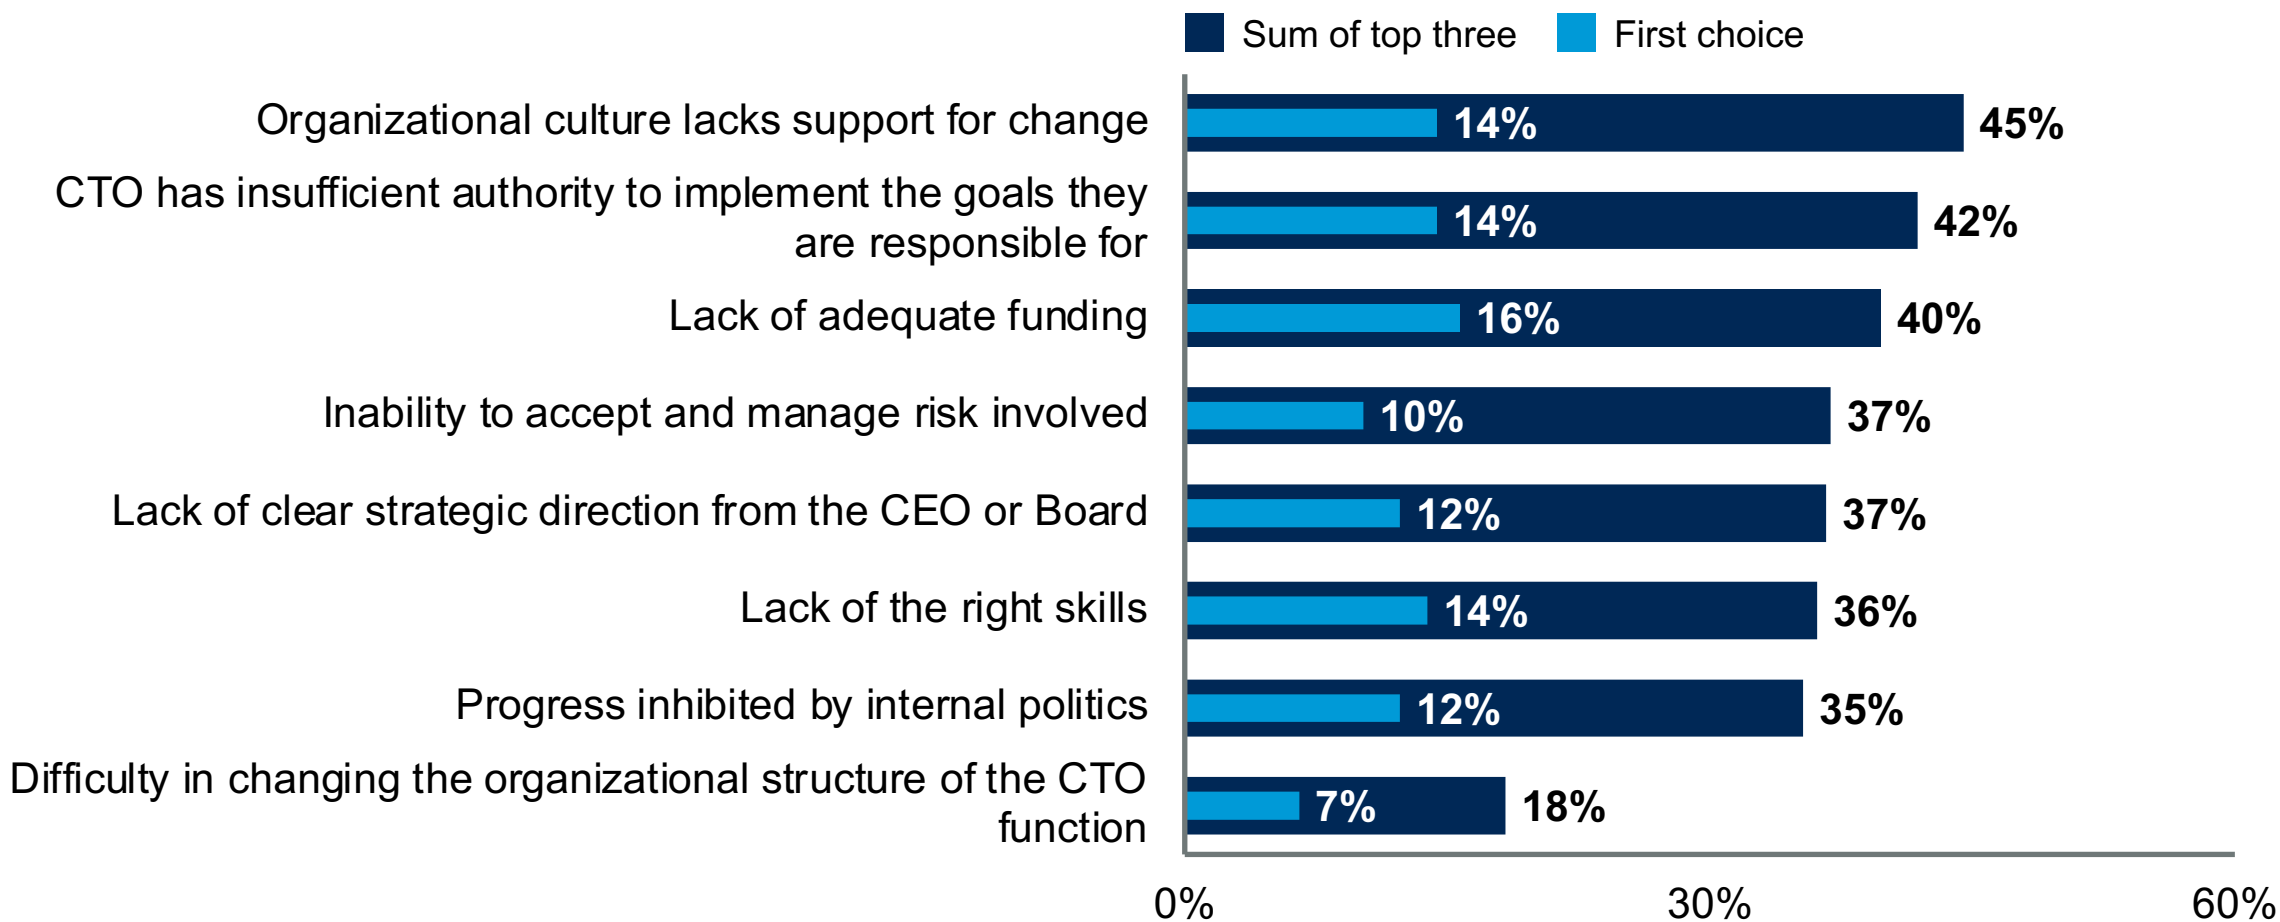 Sum of top three First choice
Organizational culture lacks support for change 14% 45%
CTO has insufficient authority to implement the goals they
are responsible for 14% 42%
Lack of adequate funding 16% 40%
Inability to accept and manage risk involved 10% 37%
Lack of clear strategic direction from the CEO or Board 12% 37%
Lack of the right skills 14% 36%
Progress inhibited by internal politics 12% 35%
Difficulty in changing the organizational structure of the CTO
function 7% 18%
0% 30% 60%